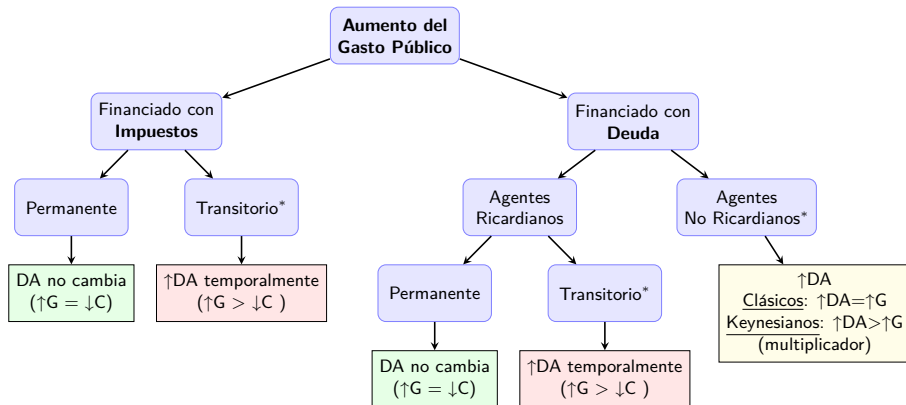 Aumento del
Gasto Público
Financiado con
Impuestos
Financiado con
Deuda
Permanente
Transitorio*
Agentes
Ricardianos
Agentes
No Ricardianos*
DA no cambia
(↑G = ↓C)
↑DA temporalmente
(↑G > ↓C )
Permanente
Transitorio*
↑DA
Clásicos: ↑DA=↑G
Keynesianos: ↑DA>↑G
(multiplicador)
DA no cambia
(↑G = ↓C)
↑DA temporalmente
(↑G > ↓C )